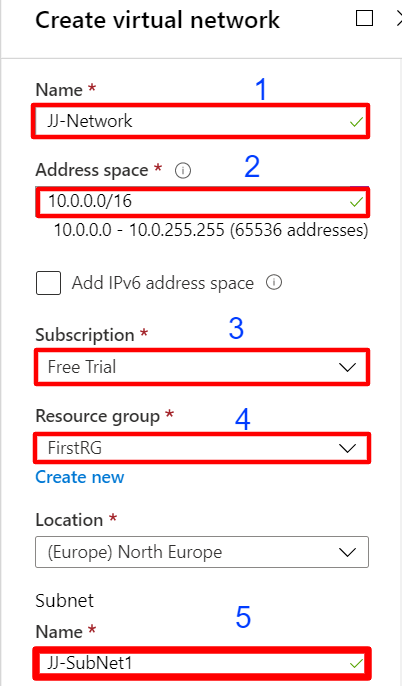 Create virtual network
Name * 1
JJ-Network
Address space * 2
10.0.0.0/16
10.0.0.0 - 10.0.255.255 (65536 addresses)
Add IPv6 address space
Subscription * 3
Free Trial
Resource group * 4
FirstRG
Create new
Location *
(Europe) North Europe
Subnet
Name * 5
JJ-SubNet1